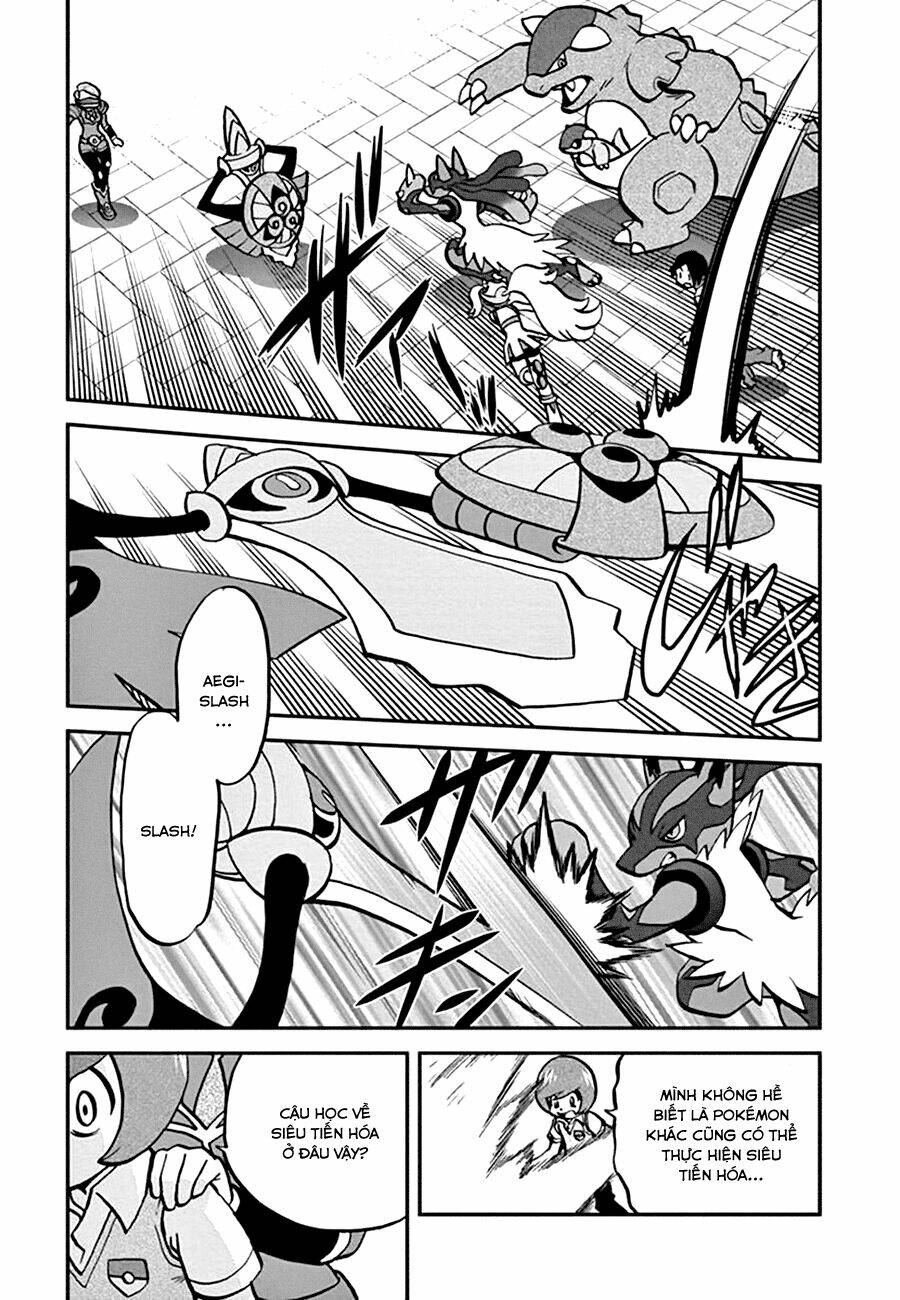 AEGI-
SLASH
...
SLASH!
MÌNH KHÔNG HỀ
BIẾT LÀ POKÉMON
KHÁC CŨNG CÓ THỂ
THỰC HIỆN SIÊU
TIẾN HÓA...
CẬU HỌC VỀ
SIÊU TIẾN HÓA
Ở ĐÂU VẬY?